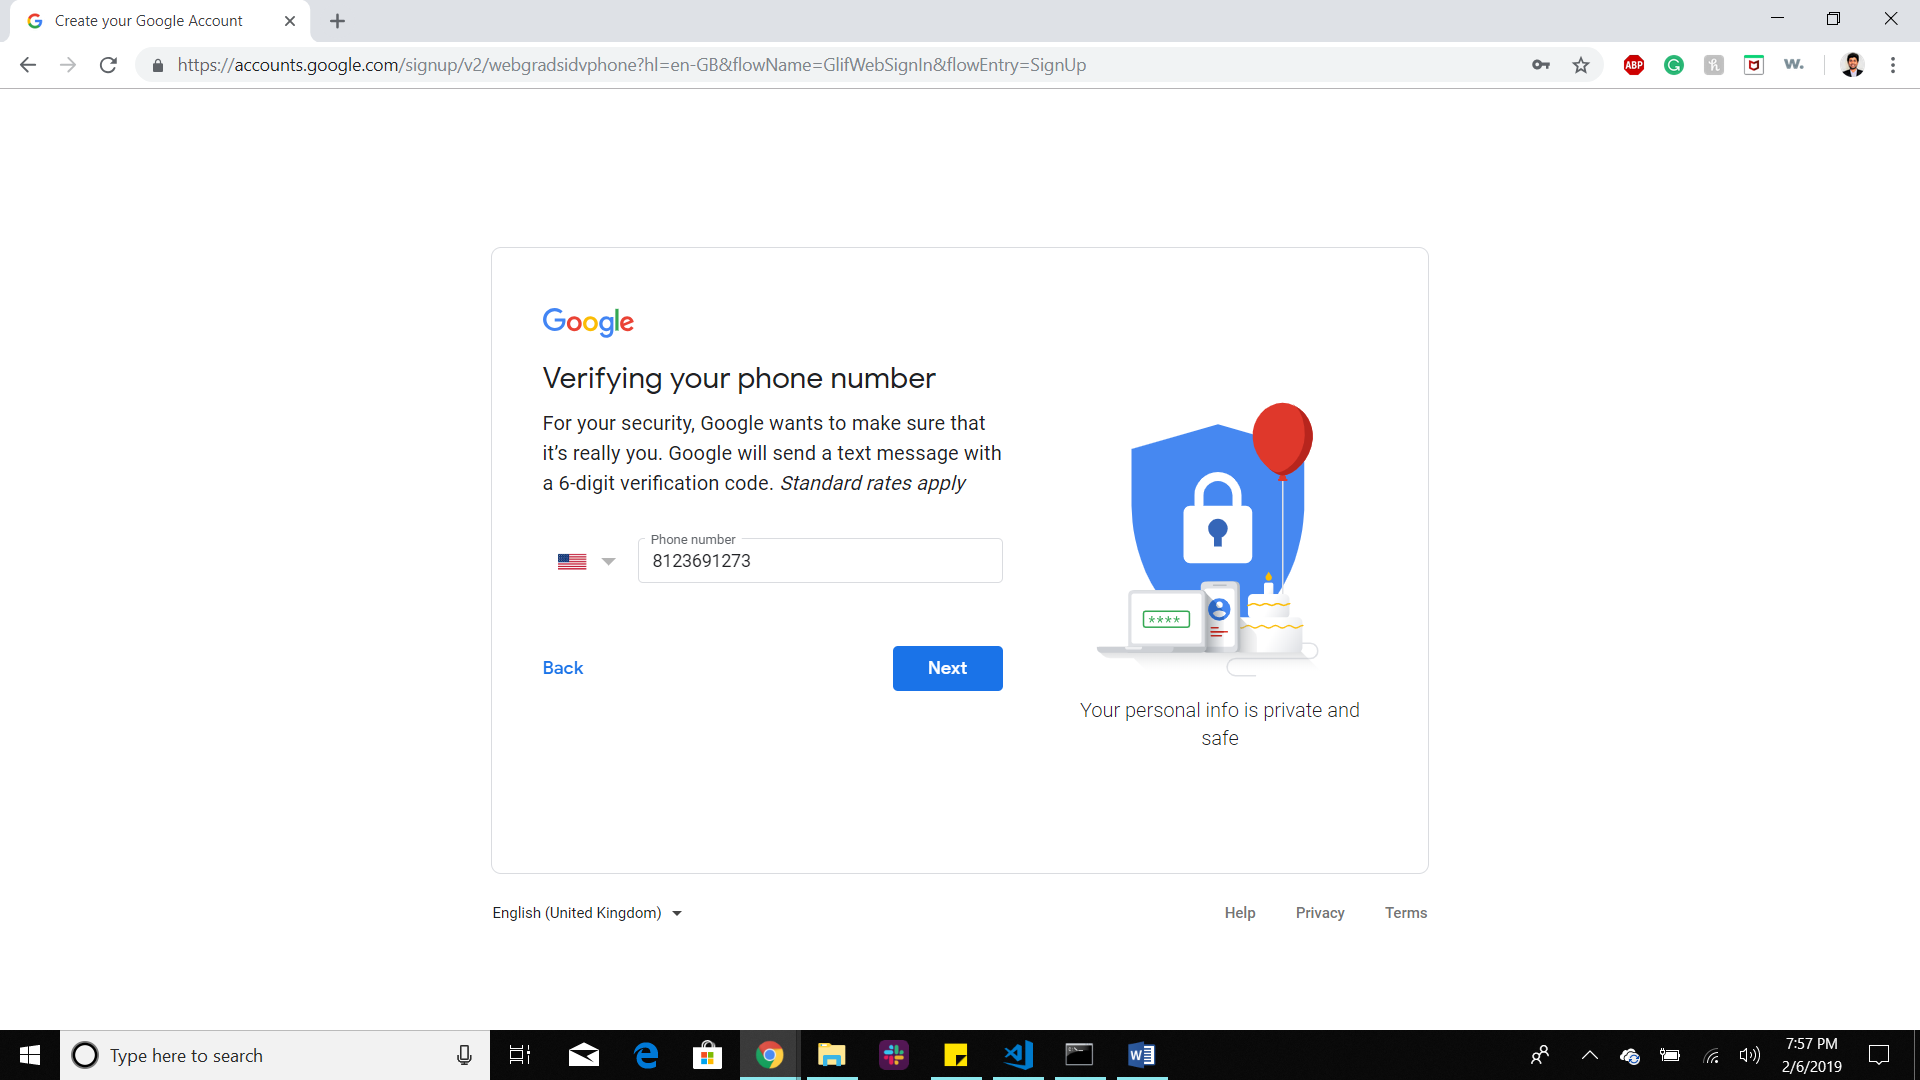 Create your Google Account
https://accounts.google.com/signup/v2/webgradsidvphone?hl=en-GB&flowName=GlifWebSignIn&flowEntry=SignUp
ABP
w.
Google
Verifying your phone number
For your security, Google wants to make sure that
it’s really you. Google will send a text message with
a 6-digit verification code. Standard rates apply
Phone number
8123691273
Back
Next
****
Your personal info is private and
safe
English (United Kingdom)
Help
Privacy
Terms
Type here to search
7:57 PM
2/6/2019